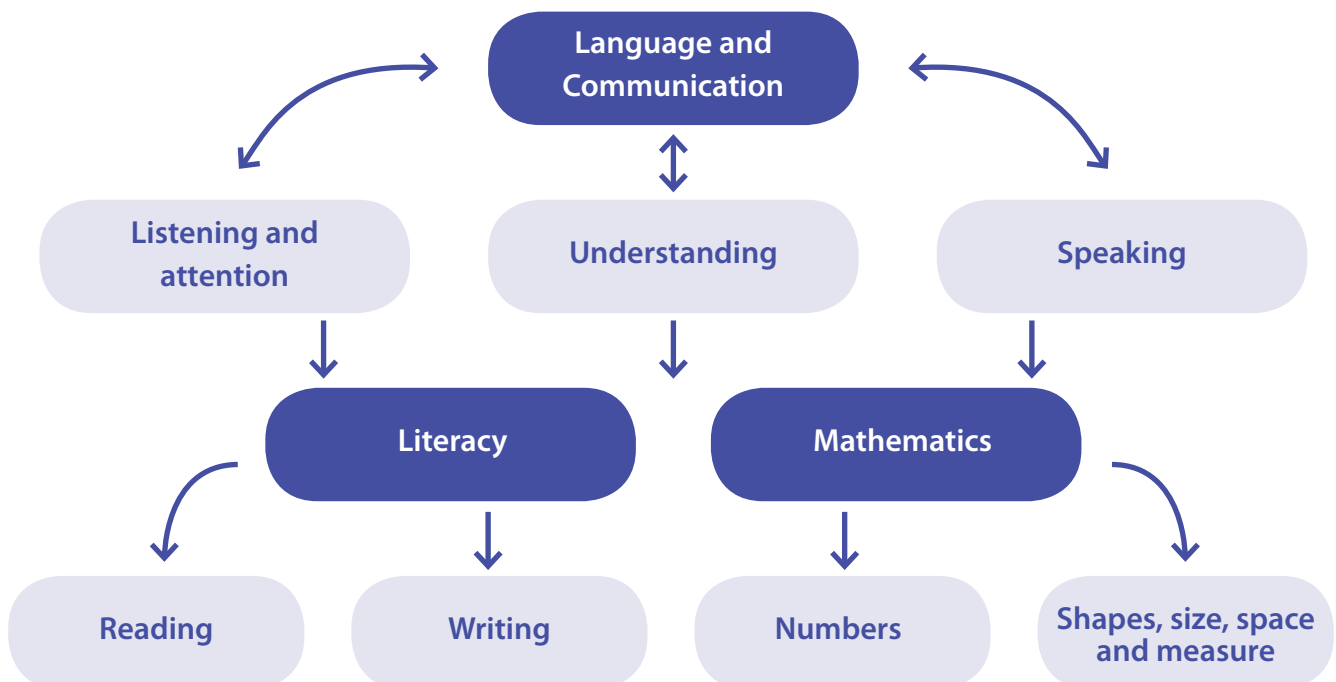 Language and
Communication
Listening and
attention
Understanding
Speaking
Literacy
Mathematics
Reading
Writing
Numbers
Shapes, size, space
and measure